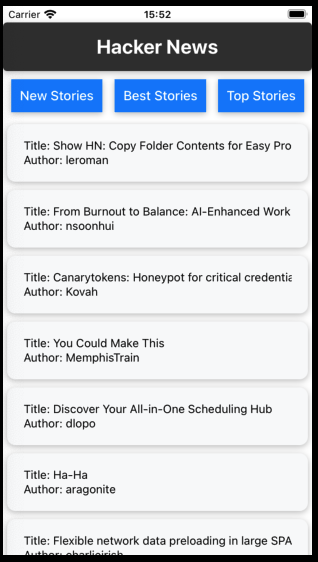 Carrier 15:52
Hacker News
New Stories Best Stories Top Stories
Title: Show HN: Copy Folder Contents for Easy Pro
Author: leroman
Title: From Burnout to Balance: AI-Enhanced Work
Author: nsoonhui
Title: Canarytokens: Honeypot for critical credentia
Author: Kovah
Title: You Could Make This
Author: MemphisTrain
Title: Discover Your All-in-One Scheduling Hub
Author: dlopo
Title: Ha-Ha
Author: aragonite
Title: Flexible network data preloading in large SPA
Author: charlieirish